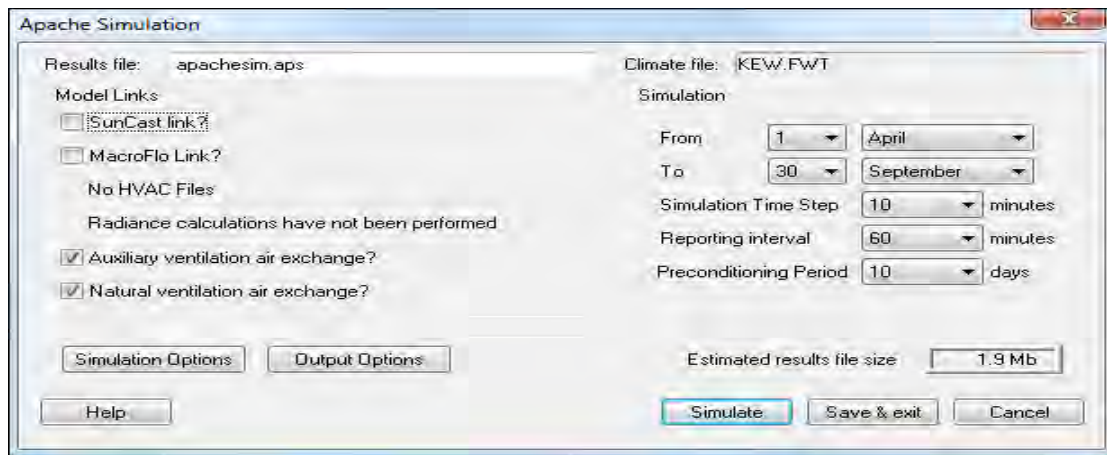 Apache Simulation
Results file: apachesim.aps
Climate file: KEW.FWT
Model Links
Simulation
SunCast link?
From 1 April
MacroFlo Link?
To 30 September
No HVAC Files
Simulation Time Step 10 minutes
Radiance calculations have not been performed
Reporting interval 60 minutes
Auxiliary ventilation air exchange?
Preconditioning Period 10 days
Natural ventilation air exchange?
Simulation Options Output Options
Estimated results file size 1.9 Mb
Help Simulate Save & exit Cancel